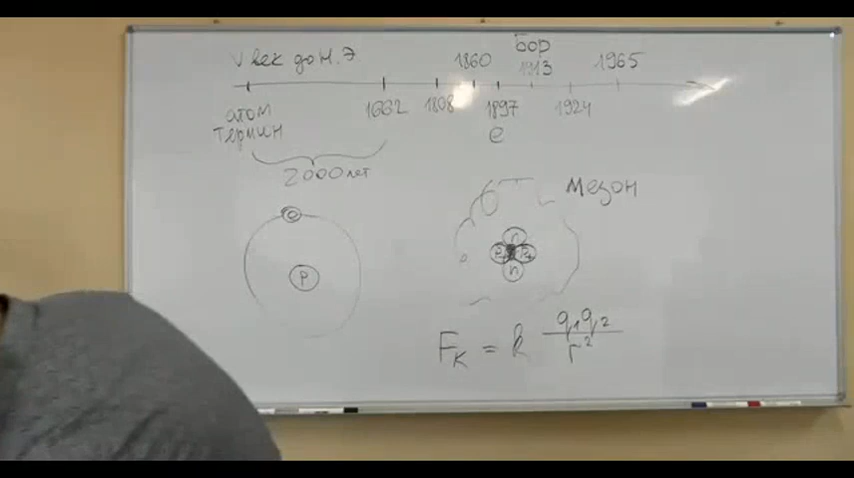 V век до н.э
1860
Бор
1913
1965
атом
термин
1662
1808
1897
1924
e
2000 лет
e
p
Мезон
n
P+
P+
n
F_K = k q₁q₂ / r²